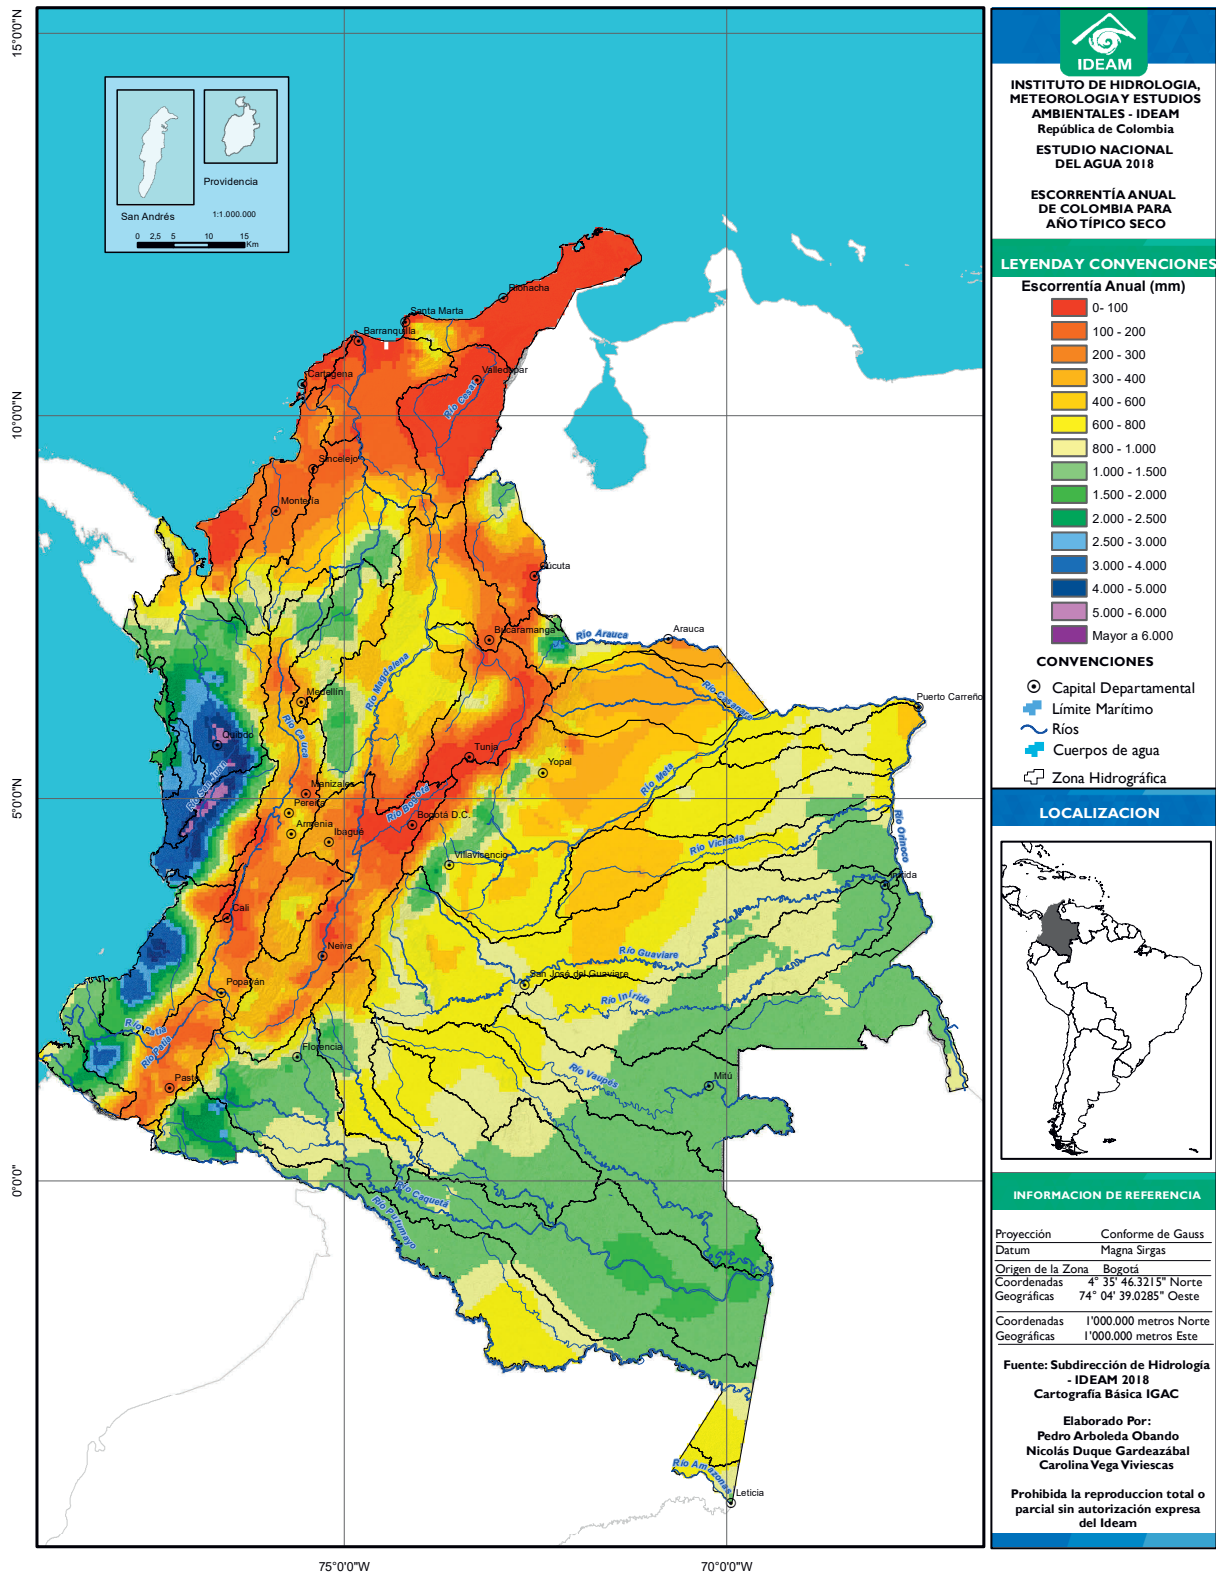 15°0'0"N
10°0'0"N
5°0'0"N
0°0'0"
75°0'0"W
70°0'0"W
San Andrés
Providencia
1:1.000.000
0 2,5 5 10 15
Km
Riohacha
Santa Marta
Barranquilla
Cartagena
Valledupar
Río Cesar
Sincelejo
Montería
Cúcuta
Bucaramanga
Río Arauca
Arauca
Río Magdalena
Medellín
Río Casanare
Puerto Carreño
Río Cauca
Quibdó
Tunja
Yopal
Río Meta
Río San Juan
Manizales
Pereira
Armenia
Ibagué
Río Bogotá
Bogotá D.C.
Río Orinoco
Río Vichada
Villavicencio
Inírida
Cali
Neiva
Río Guaviare
San José del Guaviare
Río Inírida
Popayán
Río Patía
Río Patía
Florencia
Río Vaupés
Mitú
Pasto
Río Caquetá
Río Putumayo
Río Amazonas
Leticia
IDEAM
INSTITUTO DE HIDROLOGIA,
METEOROLOGIA Y ESTUDIOS
AMBIENTALES - IDEAM
República de Colombia
ESTUDIO NACIONAL
DEL AGUA 2018
ESCORRENTÍA ANUAL
DE COLOMBIA PARA
AÑO TÍPICO SECO
LEYENDA Y CONVENCIONES
Escorrentía Anual (mm)
0- 100
100 - 200
200 - 300
300 - 400
400 - 600
600 - 800
800 - 1.000
1.000 - 1.500
1.500 - 2.000
2.000 - 2.500
2.500 - 3.000
3.000 - 4.000
4.000 - 5.000
5.000 - 6.000
Mayor a 6.000
CONVENCIONES
Capital Departamental
Límite Marítimo
Ríos
Cuerpos de agua
Zona Hidrográfica
LOCALIZACION
INFORMACION DE REFERENCIA
Proyección Conforme de Gauss
Datum Magna Sirgas
Origen de la Zona Bogotá
Coordenadas 4° 35' 46.3215" Norte
Geográficas 74° 04' 39.0285" Oeste
Coordenadas 1'000.000 metros Norte
Geográficas 1'000.000 metros Este
Fuente: Subdirección de Hidrología
- IDEAM 2018
Cartografía Básica IGAC
Elaborado Por:
Pedro Arboleda Obando
Nicolás Duque Gardeazábal
Carolina Vega Viviescas
Prohibida la reproduccion total o
parcial sin autorización expresa
del Ideam